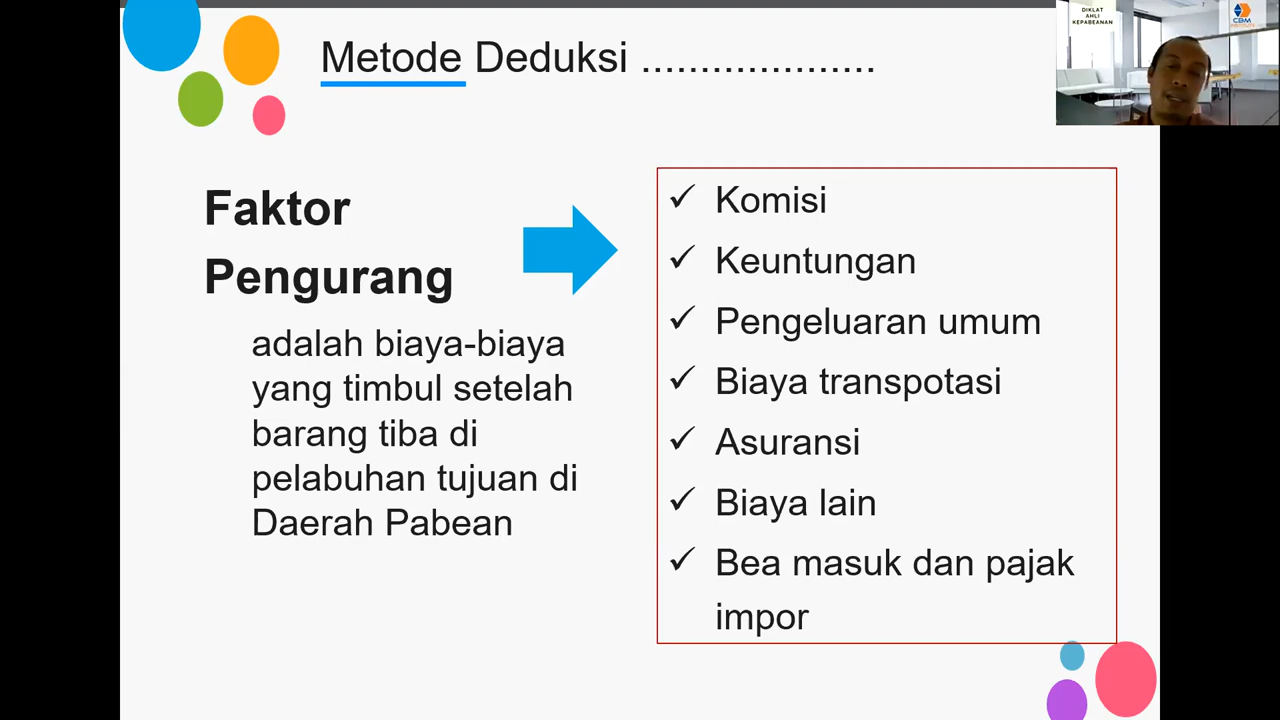 Metode Deduksi ....................
DIKLAT
AHLI
KEPABEANAN
CBM
Faktor
Pengurang
adalah biaya-biaya
yang timbul setelah
barang tiba di
pelabuhan tujuan di
Daerah Pabean
✓ Komisi
✓ Keuntungan
✓ Pengeluaran umum
✓ Biaya transpotasi
✓ Asuransi
✓ Biaya lain
✓ Bea masuk dan pajak
impor